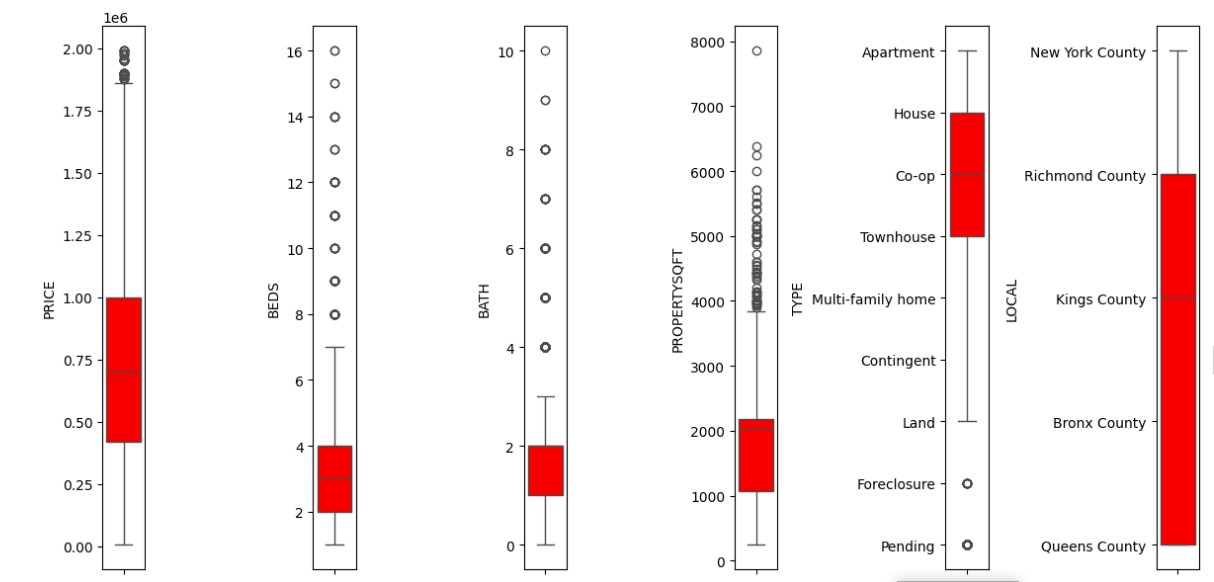 1e6
PRICE
2.00
1.75
1.50
1.25
1.00
0.75
0.50
0.25
0.00
BEDS
16
14
12
10
8
6
4
2
BATH
10
8
6
4
2
0
PROPERTYSQFT
8000
7000
6000
5000
4000
3000
2000
1000
0
TYPE
Apartment
House
Co-op
Townhouse
Multi-family home
Contingent
Land
Foreclosure
Pending
LOCAL
New York County
Richmond County
Kings County
Bronx County
Queens County